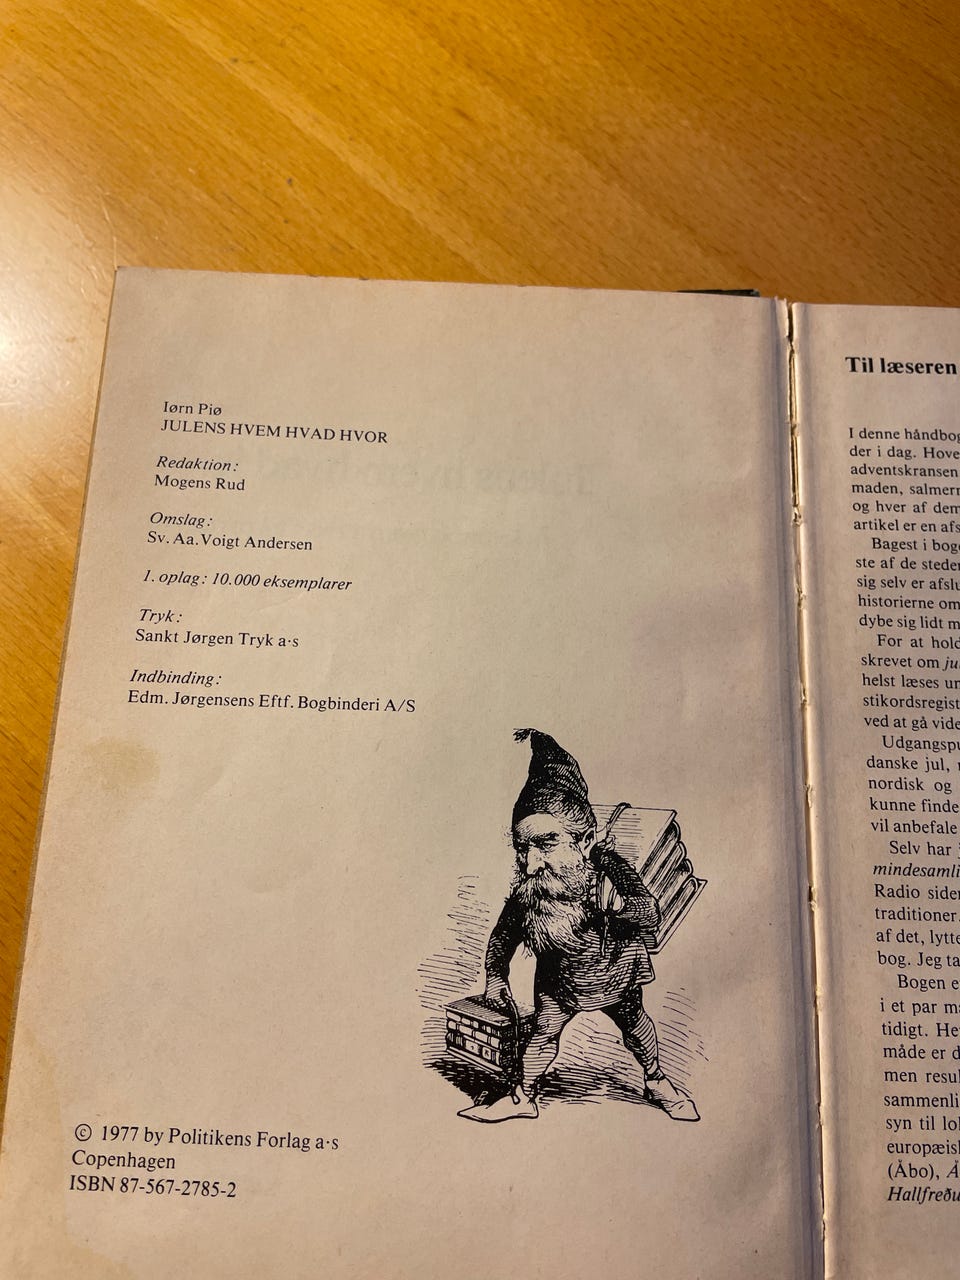 Iørn Piø
JULENS HVEM HVAD HVOR
Redaktion:
Mogens Rud
Omslag:
Sv. Aa. Voigt Andersen
1. oplag: 10.000 eksemplarer
Tryk:
Sankt Jørgen Tryk a·s
Indbinding:
Edm. Jørgensens Eftf. Bogbinderi A/S
© 1977 by Politikens Forlag a·s
Copenhagen
ISBN 87-567-2785-2
Til læseren
I denne håndbog
der i dag. Hove
adventskransen
maden, salmer
og hver af dem
artikel er en afs
Bagest i bog
ste af de steder
sig selv er afslu
historierne om
dybe sig lidt m
For at hold
skrevet om ju
helst læses un
stikordsregist
ved at gå vide
Udgangspu
danske jul,
nordisk og
kunne finde
vil anbefale
Selv har
mindesamli
Radio siden
traditioner.
af det, lytte
bog. Jeg ta
Bogen e
i et par m
tidigt. He
måde er d
men resul
sammenli
syn til lo
europæis
(Åbo), Å
Hallfreðu